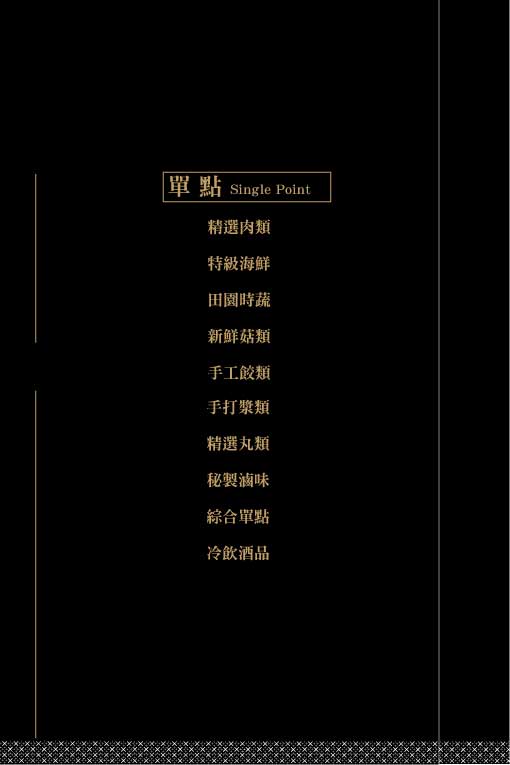 單點 Single Point
精選肉類
特級海鮮
田園時蔬
新鮮菇類
手工餃類
手打漿類
精選丸類
秘製滷味
綜合單點
冷飲酒品